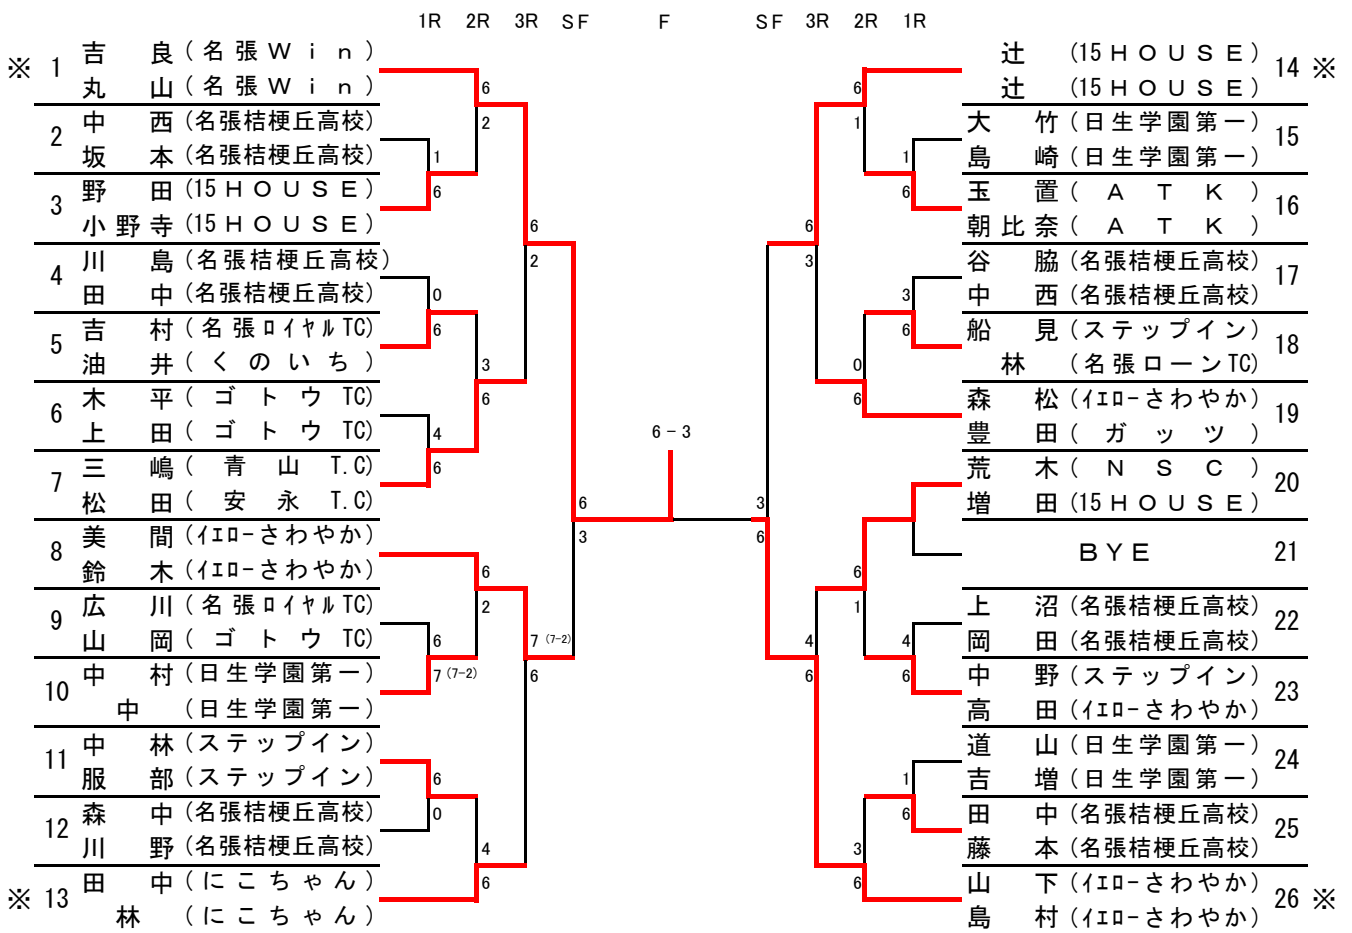 1R 2R 3R SF F SF 3R 2R 1R
※ 1 吉 良 (名張Win)
丸 山 (名張Win)
2 中 西 (名張桔梗丘高校)
坂 本 (名張桔梗丘高校)
3 野 田 (15HOUSE)
小野寺 (15HOUSE)
4 川 島 (名張桔梗丘高校)
田 中 (名張桔梗丘高校)
5 吉 村 (名張ロイヤルTC)
油 井 (くのいち)
6 木 平 (ゴトウTC)
上 田 (ゴトウTC)
7 三 嶋 (青山T.C)
松 田 (安永T.C)
8 美 間 (イエローさわやか)
鈴 木 (イエローさわやか)
9 広 川 (名張ロイヤルTC)
山 岡 (ゴトウTC)
10 中 村 (日生学園第一)
中 (日生学園第一)
11 中 林 (ステップイン)
服 部 (ステップイン)
12 森 中 (名張桔梗丘高校)
川 野 (名張桔梗丘高校)
※ 13 田 中 (にこちゃん)
林 (にこちゃん)
1
6
0
6
4
6
6
7 (7-2)
6
0
6
2
3
6
6
2
4
6
6
2
7 (7-2)
6
6
3
6-3
3
6
6
3
4
6
6
1
0
6
6
1
3
6
1
6
3
6
4
6
1
6
辻 (15HOUSE) 14 ※
辻 (15HOUSE)
大 竹 (日生学園第一) 15
島 崎 (日生学園第一)
玉 置 (ATK) 16
朝比奈 (ATK)
谷 脇 (名張桔梗丘高校) 17
中 西 (名張桔梗丘高校)
船 見 (ステップイン) 18
林 (名張ローンTC)
森 松 (イエローさわやか) 19
豊 田 (ガッツ)
荒 木 (NSC) 20
増 田 (15HOUSE)
BYE 21
上 沼 (名張桔梗丘高校) 22
岡 田 (名張桔梗丘高校)
中 野 (ステップイン) 23
高 田 (イエローさわやか)
道 山 (日生学園第一) 24
吉 増 (日生学園第一)
田 中 (名張桔梗丘高校) 25
藤 本 (名張桔梗丘高校)
山 下 (イエローさわやか) 26 ※
島 村 (イエローさわやか)